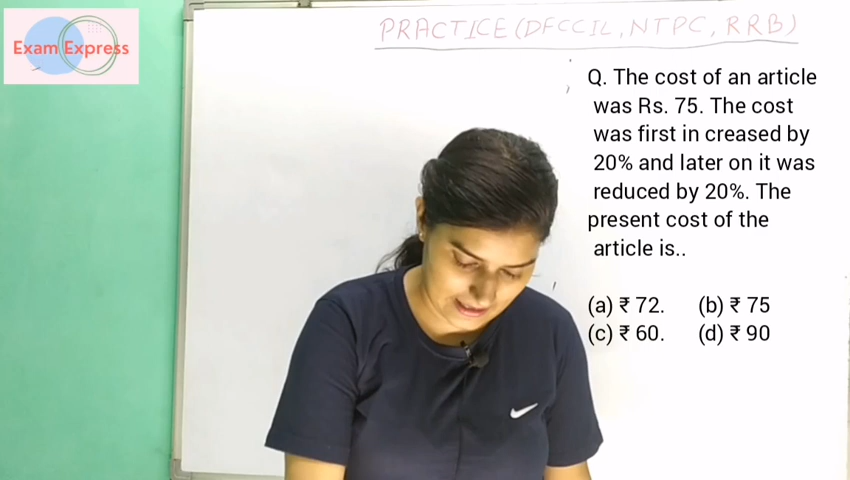 Exam Express
PRACTICE (DFCCIL, NTPC, RRB)
Q. The cost of an article
was Rs. 75. The cost
was first in creased by
20% and later on it was
reduced by 20%. The
present cost of the
article is..
(a) ₹ 72. (b) ₹ 75
(c) ₹ 60. (d) ₹ 90